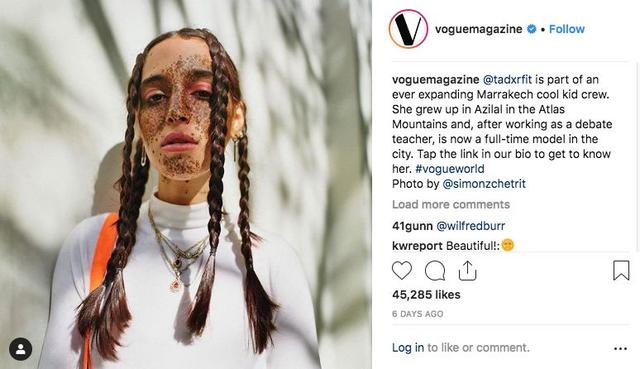 voguemagazine • Follow
voguemagazine @tadxrfit is part of an
ever expanding Marrakech cool kid crew.
She grew up in Azilal in the Atlas
Mountains and, after working as a debate
teacher, is now a full-time model in the
city. Tap the link in our bio to get to know
her. #vogueworld
Photo by @simonzchetrit
Load more comments
41gunn @wilfredburr
kwreport Beautiful!:😁
45,285 likes
6 DAYS AGO
Log in to like or comment.